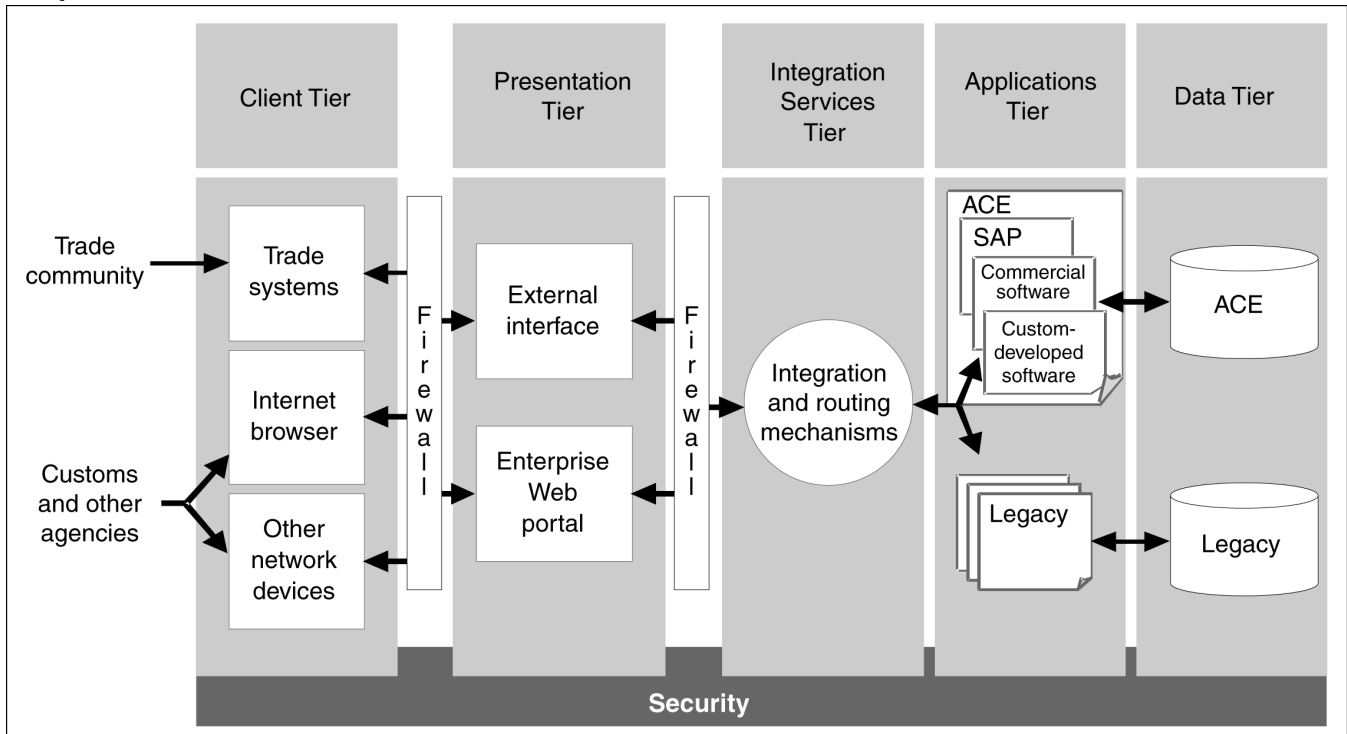 Client Tier
Presentation
Tier
Integration
Services
Tier
Applications
Tier
Data Tier
Trade
community
Customs
and other
agencies
Trade
systems
Internet
browser
Other
network
devices
Firewall
External
interface
Enterprise
Web
portal
Firewall
Integration
and routing
mechanisms
ACE
SAP
Commercial
software
Custom-
developed
software
Legacy
ACE
Legacy
Security